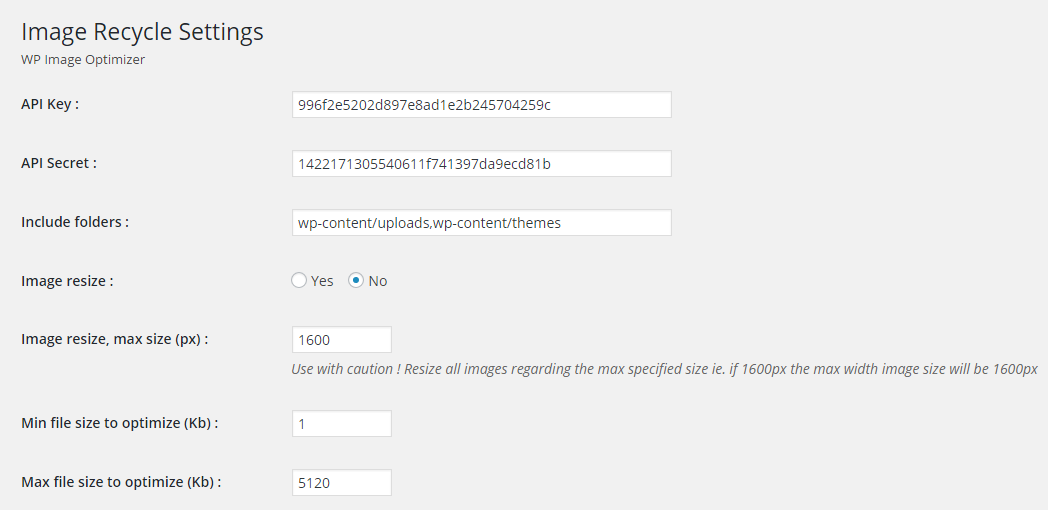 Image Recycle Settings
WP Image Optimizer
API Key :
996f2e5202d897e8ad1e2b245704259c
API Secret :
1422171305540611f741397da9ecd81b
Include folders :
wp-content/uploads,wp-content/themes
Image resize :
Yes No
Image resize, max size (px) :
1600
Use with caution ! Resize all images regarding the max specified size ie. if 1600px the max width image size will be 1600px
Min file size to optimize (Kb) :
1
Max file size to optimize (Kb) :
5120